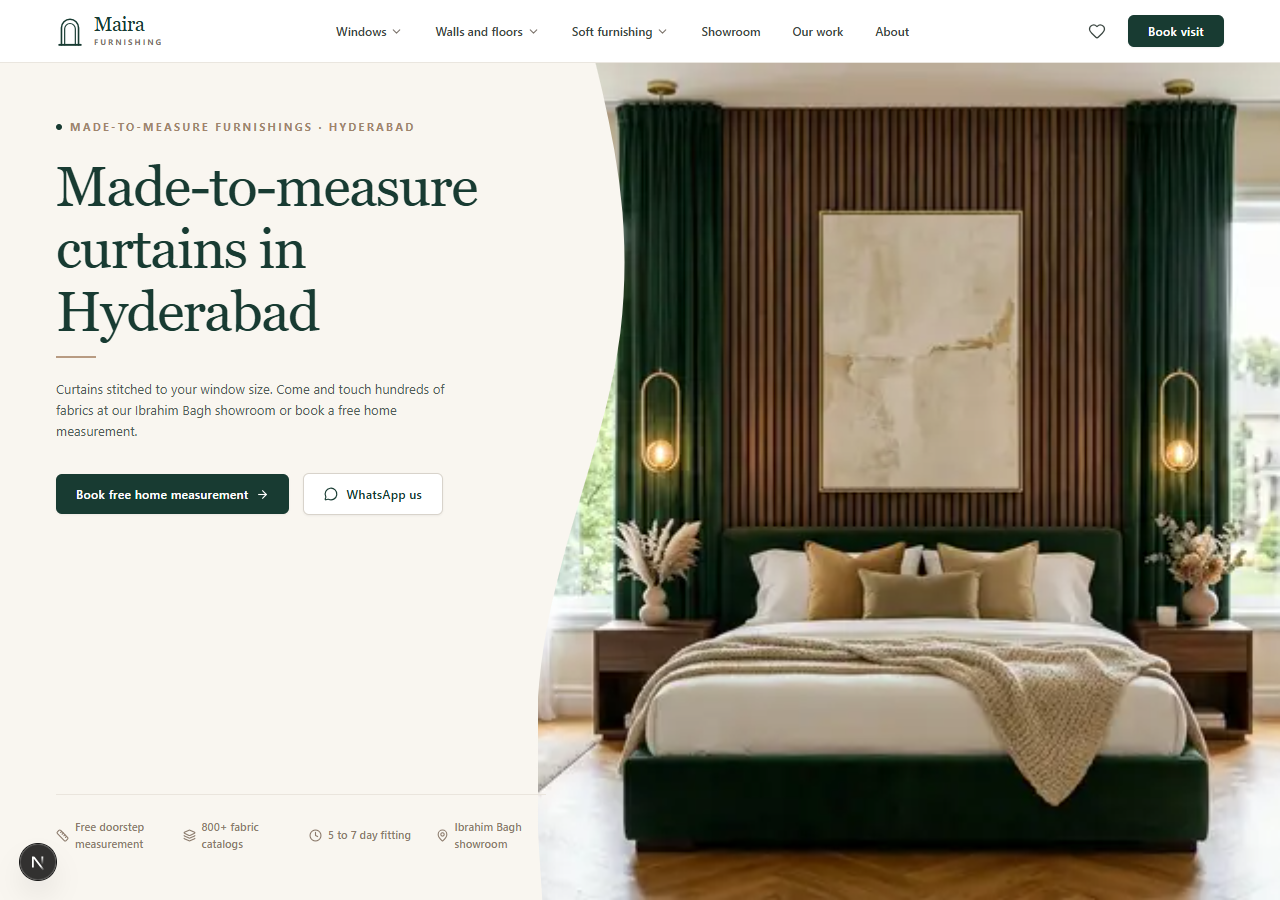 Maira
FURNISHING
Windows
Walls and floors
Soft furnishing
Showroom
Our work
About
Book visit
MADE-TO-MEASURE FURNISHINGS · HYDERABAD
Made-to-measure
curtains in
Hyderabad
Curtains stitched to your window size. Come and touch hundreds of
fabrics at our Ibrahim Bagh showroom or book a free home
measurement.
Book free home measurement
WhatsApp us
Free doorstep
measurement
800+ fabric
catalogs
5 to 7 day fitting
Ibrahim Bagh
showroom
N